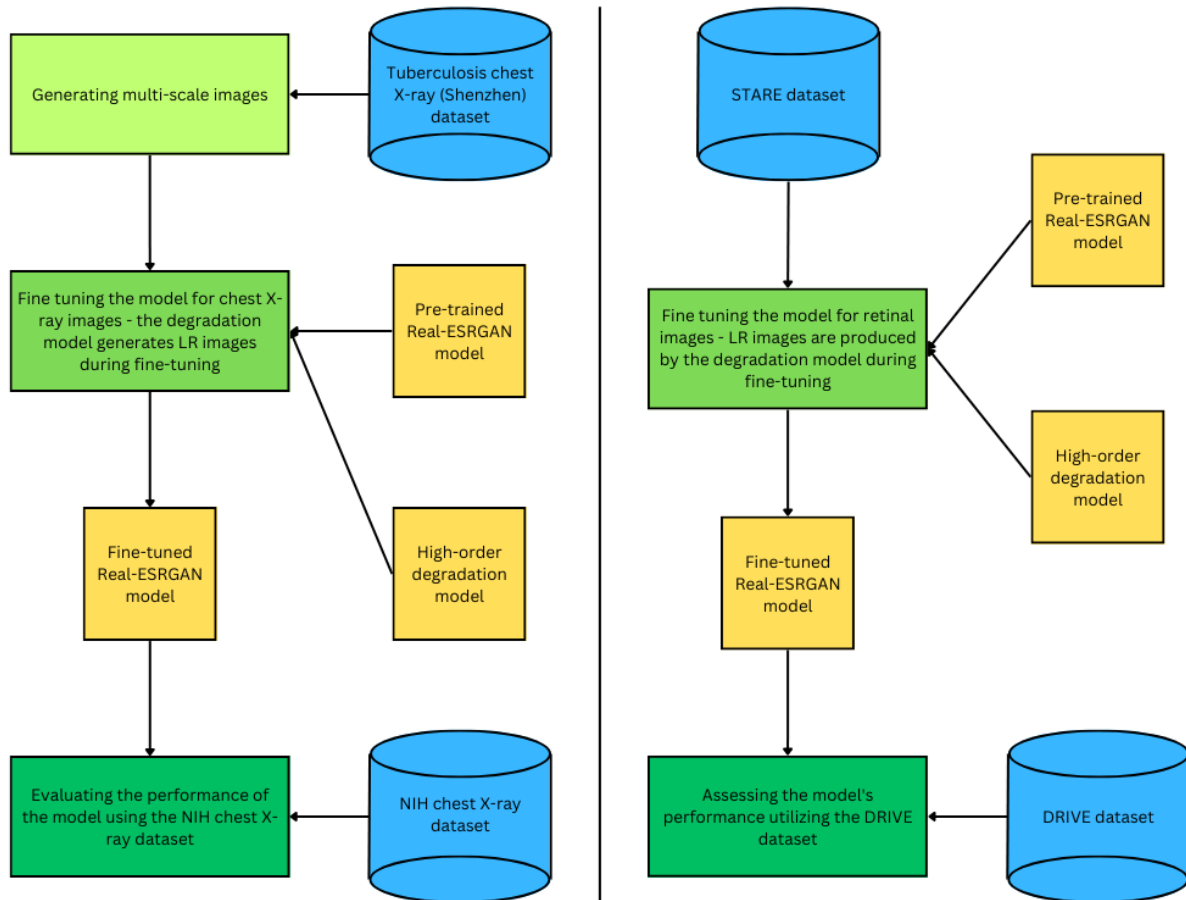 Generating multi-scale images
Tuberculosis chest
X-ray (Shenzhen)
dataset
Fine tuning the model for chest X-
ray images - the degradation
model generates LR images
during fine-tuning
Pre-trained
Real-ESRGAN
model
Fine-tuned
Real-ESRGAN
model
High-order
degradation
model
Evaluating the performance of
the model using the NIH chest X-
ray dataset
NIH chest X-ray
dataset
STARE dataset
Pre-trained
Real-ESRGAN
model
Fine tuning the model for retinal
images - LR images are produced
by the degradation model during
fine-tuning
High-order
degradation
model
Fine-tuned
Real-ESRGAN
model
Assessing the model's
performance utilizing the DRIVE
dataset
DRIVE dataset